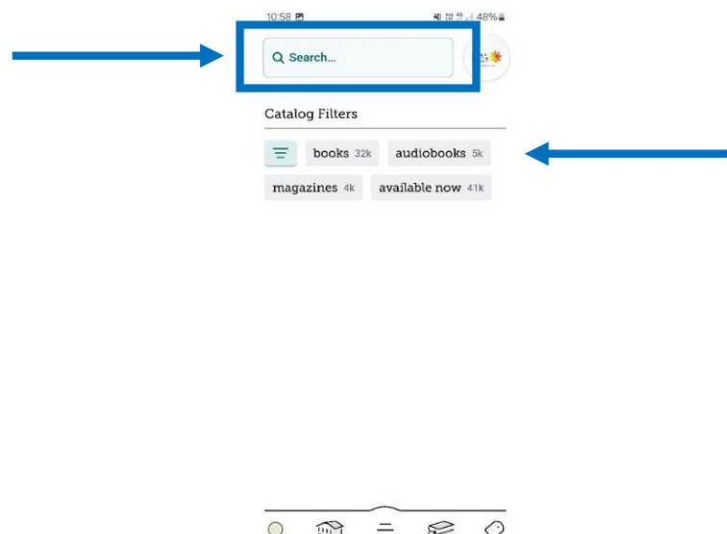 10:58
48%
Search...
Catalog Filters
books 32k audiobooks 5k
magazines 4k available now 41k